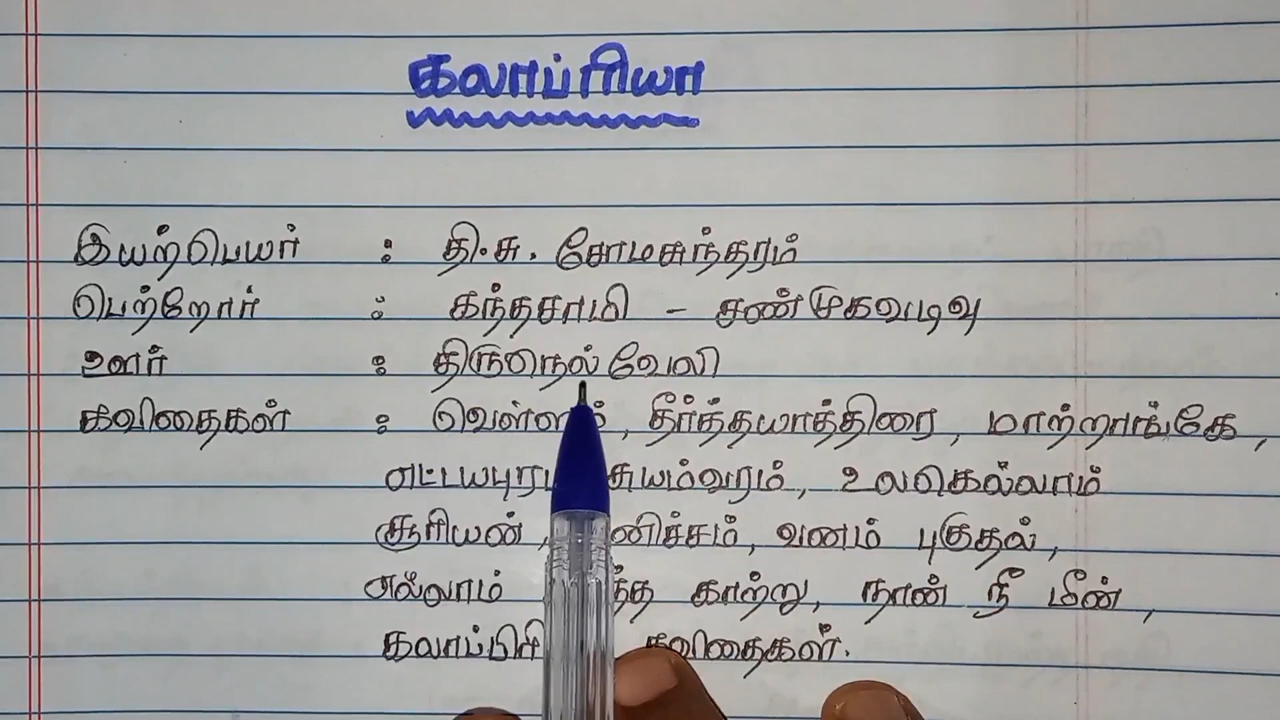 கலாப்ரியா
இயற்பெயர் : தி.சு. சோமசுந்தரம்
பெற்றோர் : கந்தசாமி - சண்முகவடிவு
ஊர் : திருநெல்வேலி
கவிதைகள் : வெள்ளம், தீர்த்தயாத்திரை, மாற்றாங்கே,
சுயம்வரம், உலகெல்லாம்
சூரியன், வனம் புகுதல்,
எல்லாம் காற்று, நான் நீ மீன்,
கவிதைகள்.